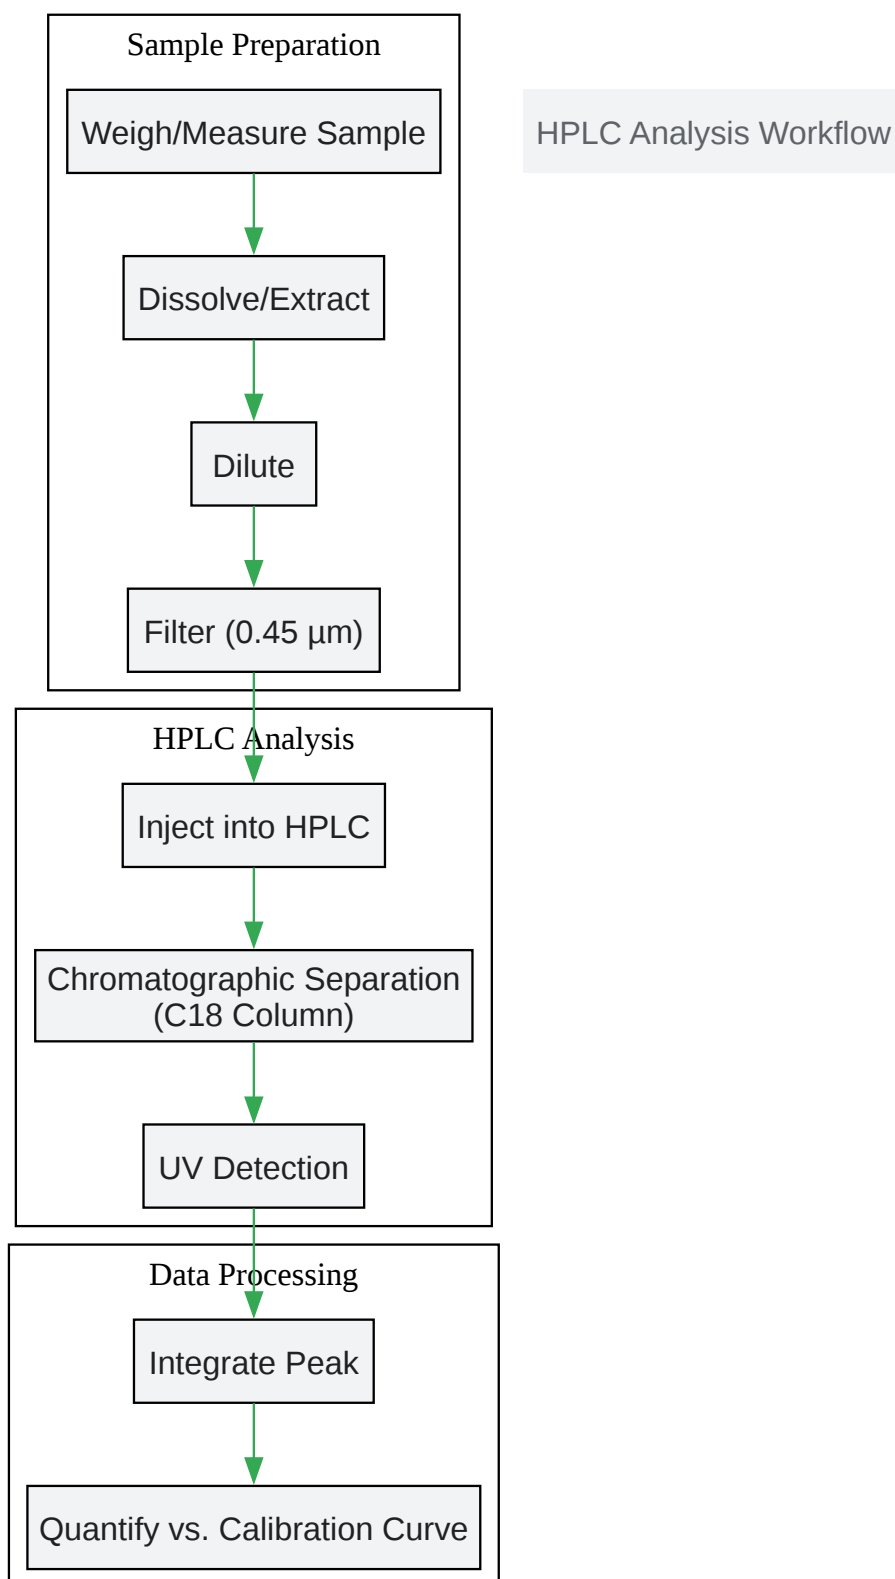 Sample Preparation
Weigh/Measure Sample
HPLC Analysis Workflow
Dissolve/Extract
Dilute
Filter (0.45 µm)
HPLC Analysis
Inject into HPLC
Chromatographic Separation
(C18 Column)
UV Detection
Data Processing
Integrate Peak
Quantify vs. Calibration Curve